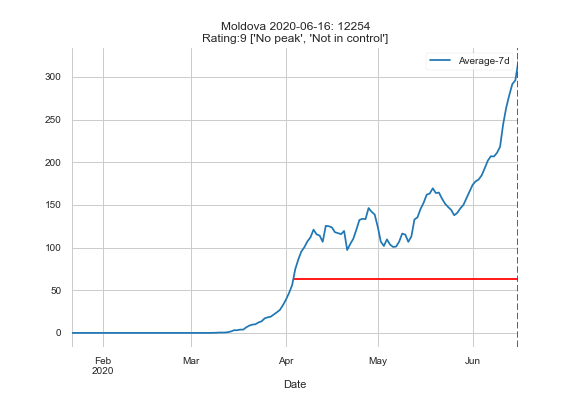 Moldova 2020-06-16: 12254
Rating:9 ['No peak', 'Not in control']
Average-7d
300
250
200
150
100
50
0
Feb
2020
Mar
Apr
May
Jun
Date